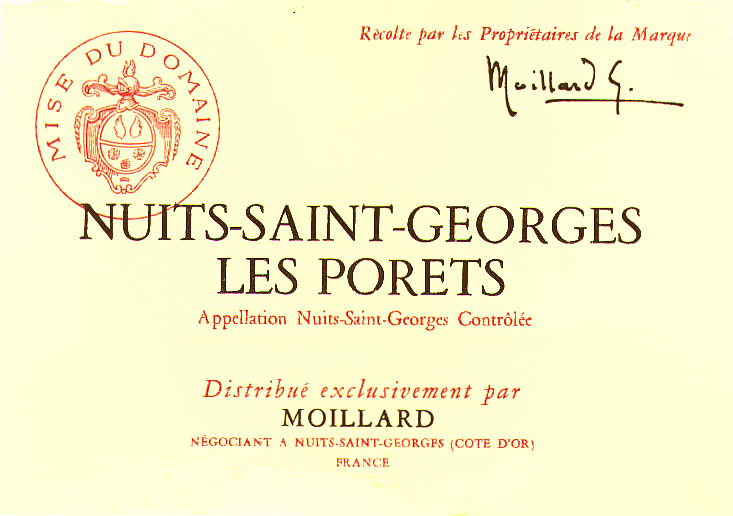 Récolte par les Propriétaires de la Marque
Moillard G.
MISE DU DOMAINE
NUITS-SAINT-GEORGES
LES PORETS
Appellation Nuits-Saint-Georges Contrôlée
Distribué exclusivement par
MOILLARD
NÉGOCIANT A NUITS-SAINT-GEORGES (COTE D'OR)
FRANCE